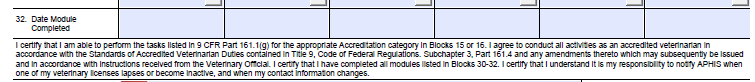 32. Date Module
Completed
I certify that I am able to perform the tasks listed in 9 CFR Part 161.1(g) for the appropriate Accreditation category in Blocks 15 or 16. I agree to conduct all activities as an accredited veterinarian in
accordance with the Standards of Accredited Veterinarian Duties contained in Title 9, Code of Federal Regulations, Subchapter 3, Part 161.4 and any amendments thereto which may subsequently be issued
and in accordance with instructions received from the Veterinary Official. I certify that I have completed all modules listed in Blocks 30-32. I certify that I understand it is my responsibility to notify APHIS when
one of my veterinary licenses lapses or become inactive, and when my contact information changes.